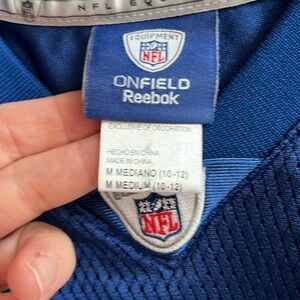 NFL EQU
EQUIPMENT
NFL
ONFIELD
Reebok
EXCLUSIVE OF DECORATION
HECHO EN CHINA
MADE IN CHINA
M MEDIANO (10-12)
M MEDIUM (10-12)
NFL